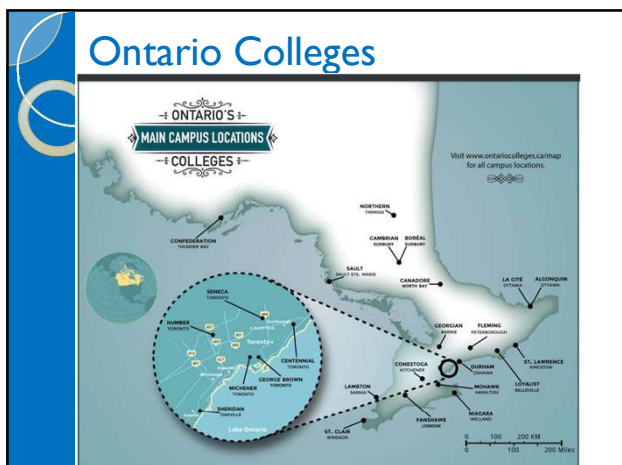 Ontario Colleges
ONTARIO'S
MAIN CAMPUS LOCATIONS
COLLEGES
Visit www.ontariocolleges.ca/map
for all campus locations.
NORTHERN
TIMMINS
CONFEDERATION
THUNDER BAY
CAMBRIAN
SUDBURY
BORÉAL
SUDBURY
SAULT
SAULT STE. MARIE
CANADORE
NORTH BAY
LA CITÉ
OTTAWA
ALGONQUIN
OTTAWA
SENECA
TORONTO
HUMBER
TORONTO
Toronto
CENTENNIAL
TORONTO
GEORGE BROWN
TORONTO
MICHENER
TORONTO
SHERIDAN
OAKVILLE
Lake Ontario
GEORGIAN
BARRIE
FLEMING
PETERBOROUGH
CONESTOGA
KITCHENER
DURHAM
OSHAWA
ST. LAWRENCE
KINGSTON
LOYALIST
BELLEVILLE
MOHAWK
HAMILTON
LAMBTON
SARNIA
FANSHAWE
LONDON
NIAGARA
WELLAND
ST. CLAIR
WINDSOR
0 100 200 KM
0 100 200 Miles